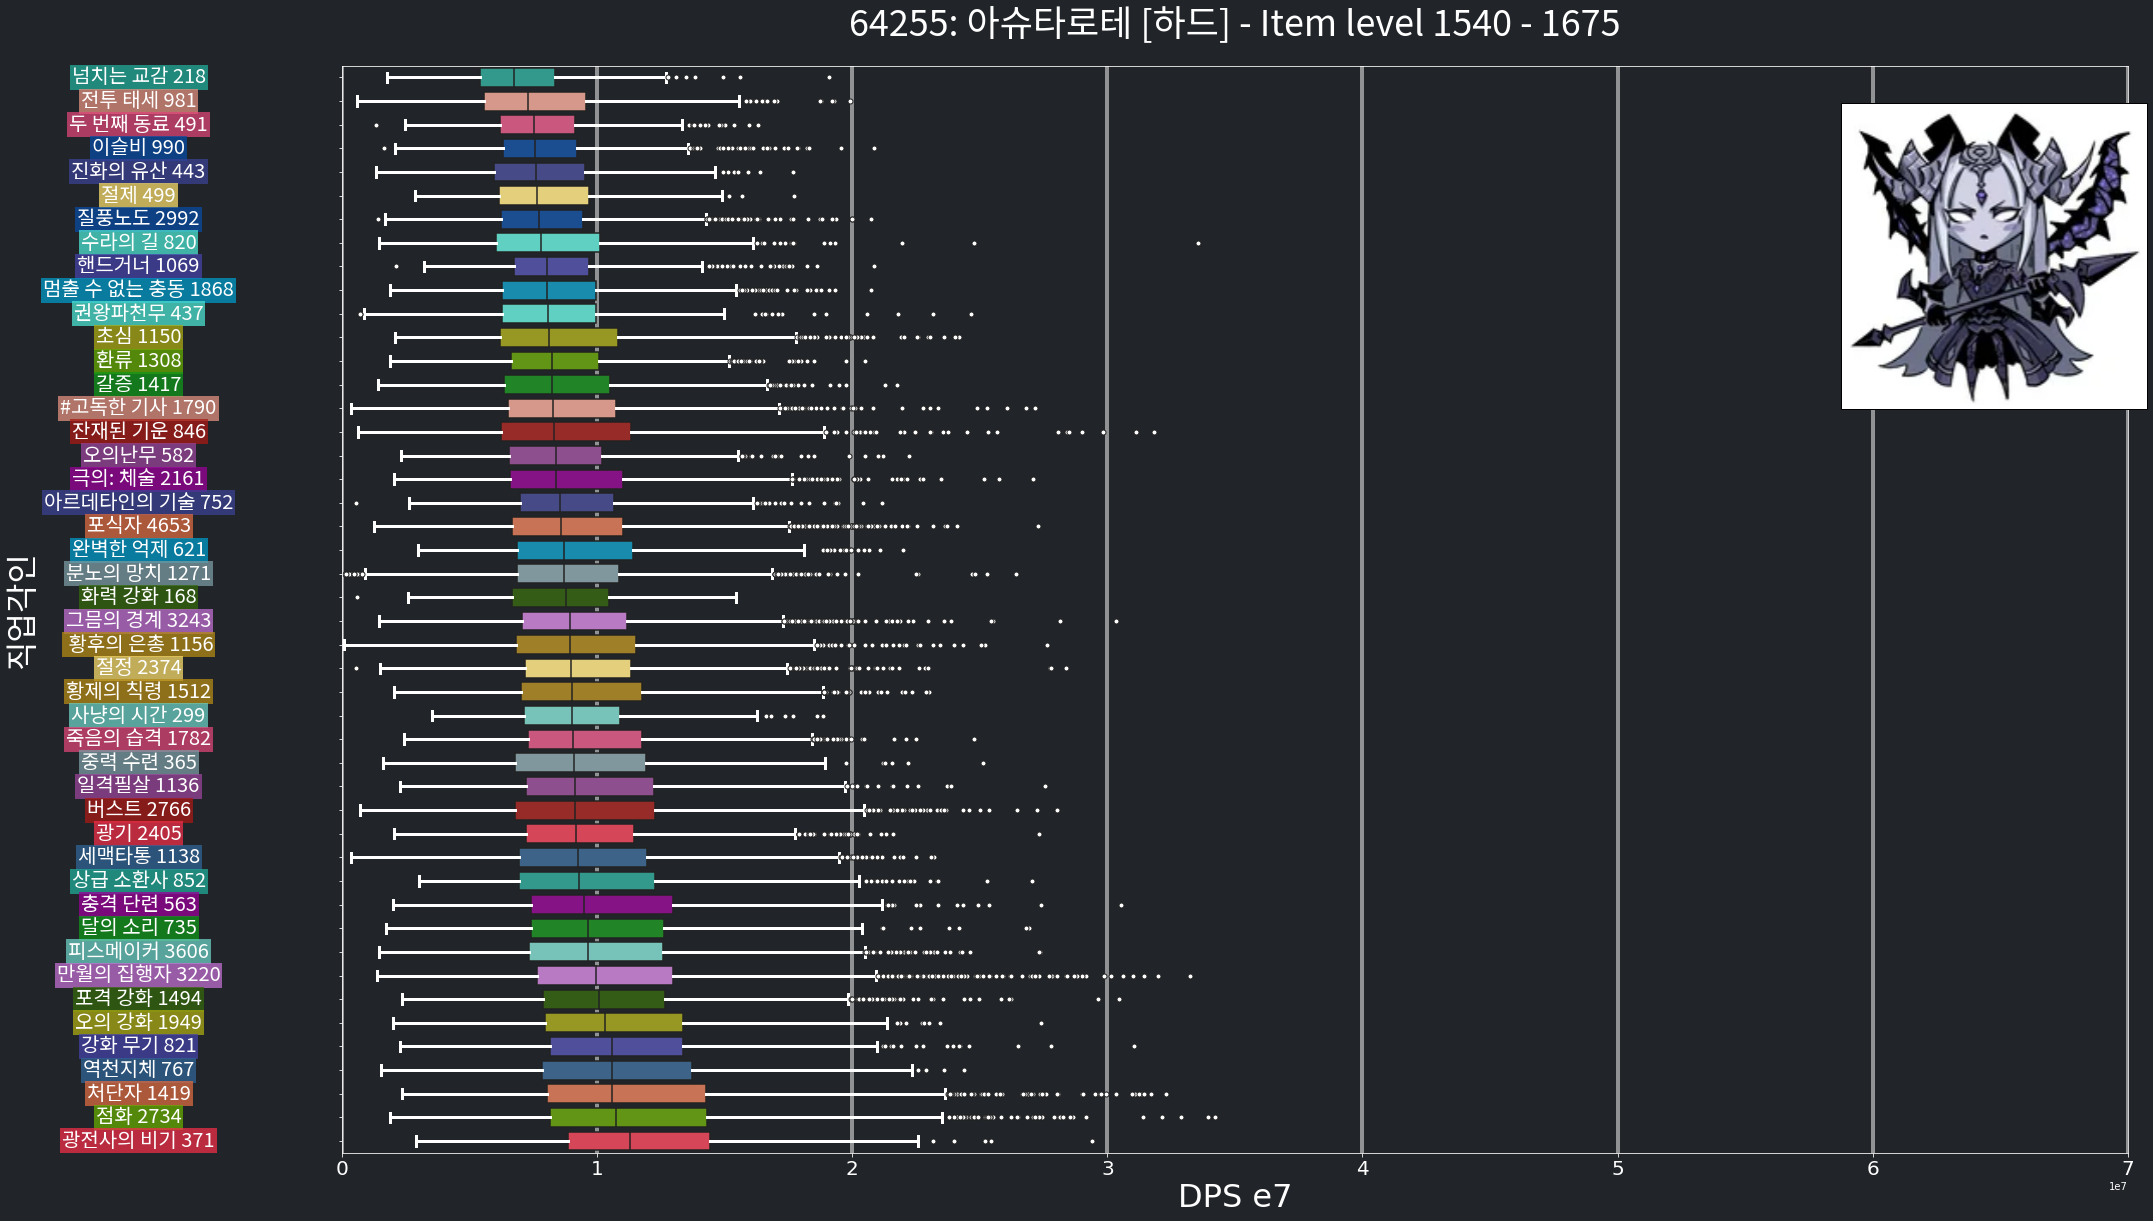 64255: 아슈타로테 [하드] - Item level 1540 - 1675
넘치는 교감 218
전투 태세 981
두 번째 동료 491
이슬비 990
진화의 유산 443
절제 499
질풍노도 2992
수라의 길 820
핸드거너 1069
멈출 수 없는 충동 1868
권왕파천무 437
초심 1150
환류 1308
갈증 1417
#고독한 기사 1790
잔재된 기운 846
오의난무 582
극의: 체술 2161
아르데타인의 기술 752
포식자 4653
완벽한 억제 621
분노의 망치 1271
화력 강화 168
그믐의 경계 3243
황후의 은총 1156
절정 2374
황제의 칙령 1512
사냥의 시간 299
죽음의 습격 1782
중력 수련 365
일격필살 1136
버스트 2766
광기 2405
세맥타통 1138
상급 소환사 852
충격 단련 563
달의 소리 735
피스메이커 3606
만월의 집행자 3220
포격 강화 1494
오의 강화 1949
강화 무기 821
역천지체 767
처단자 1419
점화 2734
광전사의 비기 371
직업각인
0 1 2 3 4 5 6 7
DPS e7
1e7